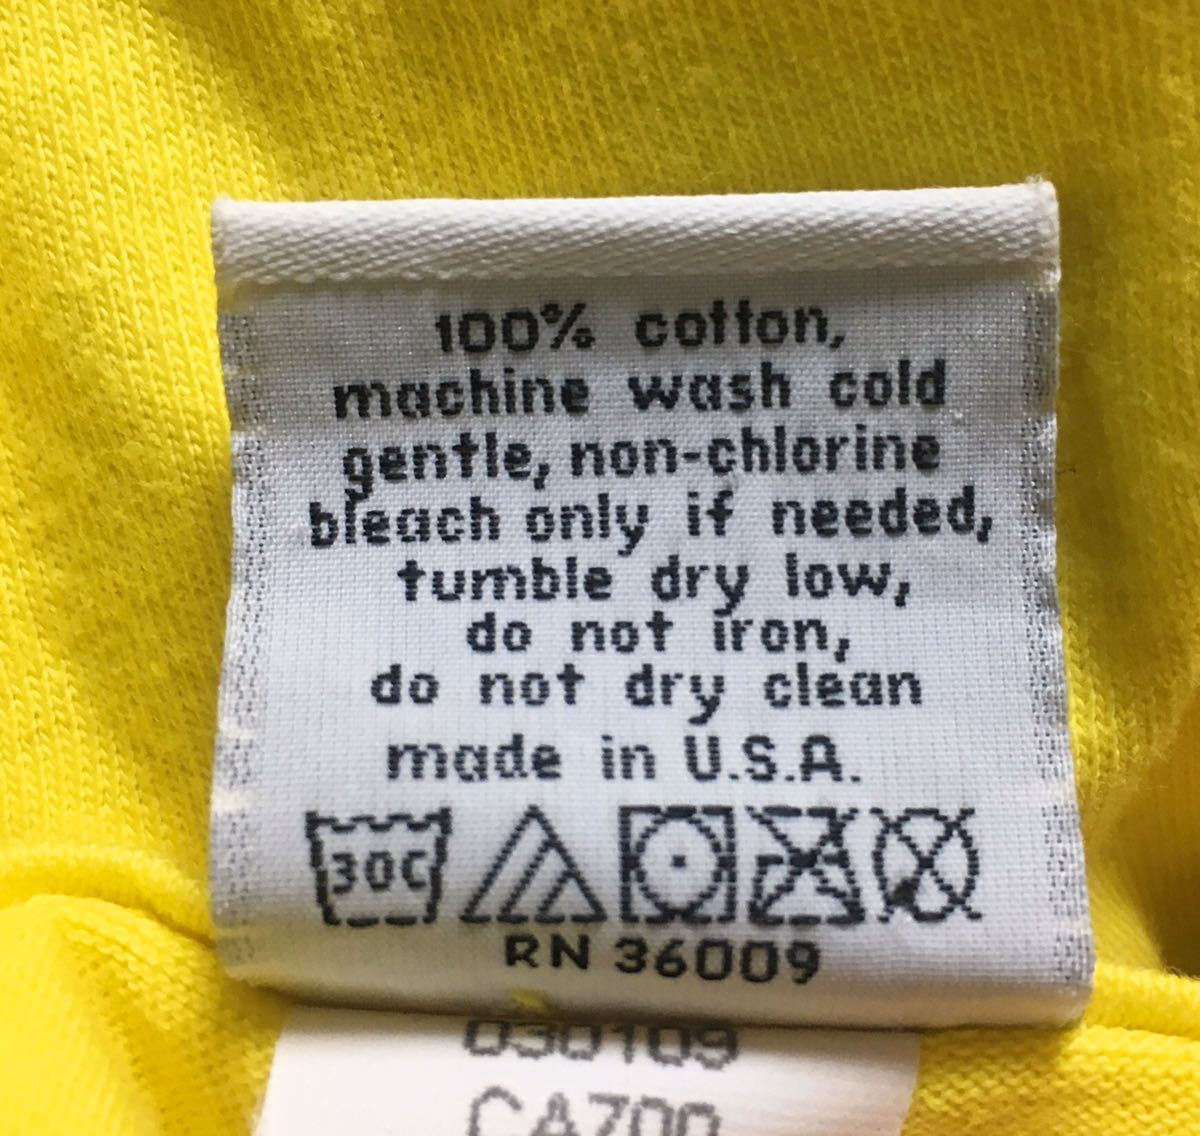 100% cotton,
machine wash cold
gentle, non-chlorine
bleach only if needed,
tumble dry low,
do not iron,
do not dry clean
made in U.S.A.
30C
RN 36009
030109
CA700